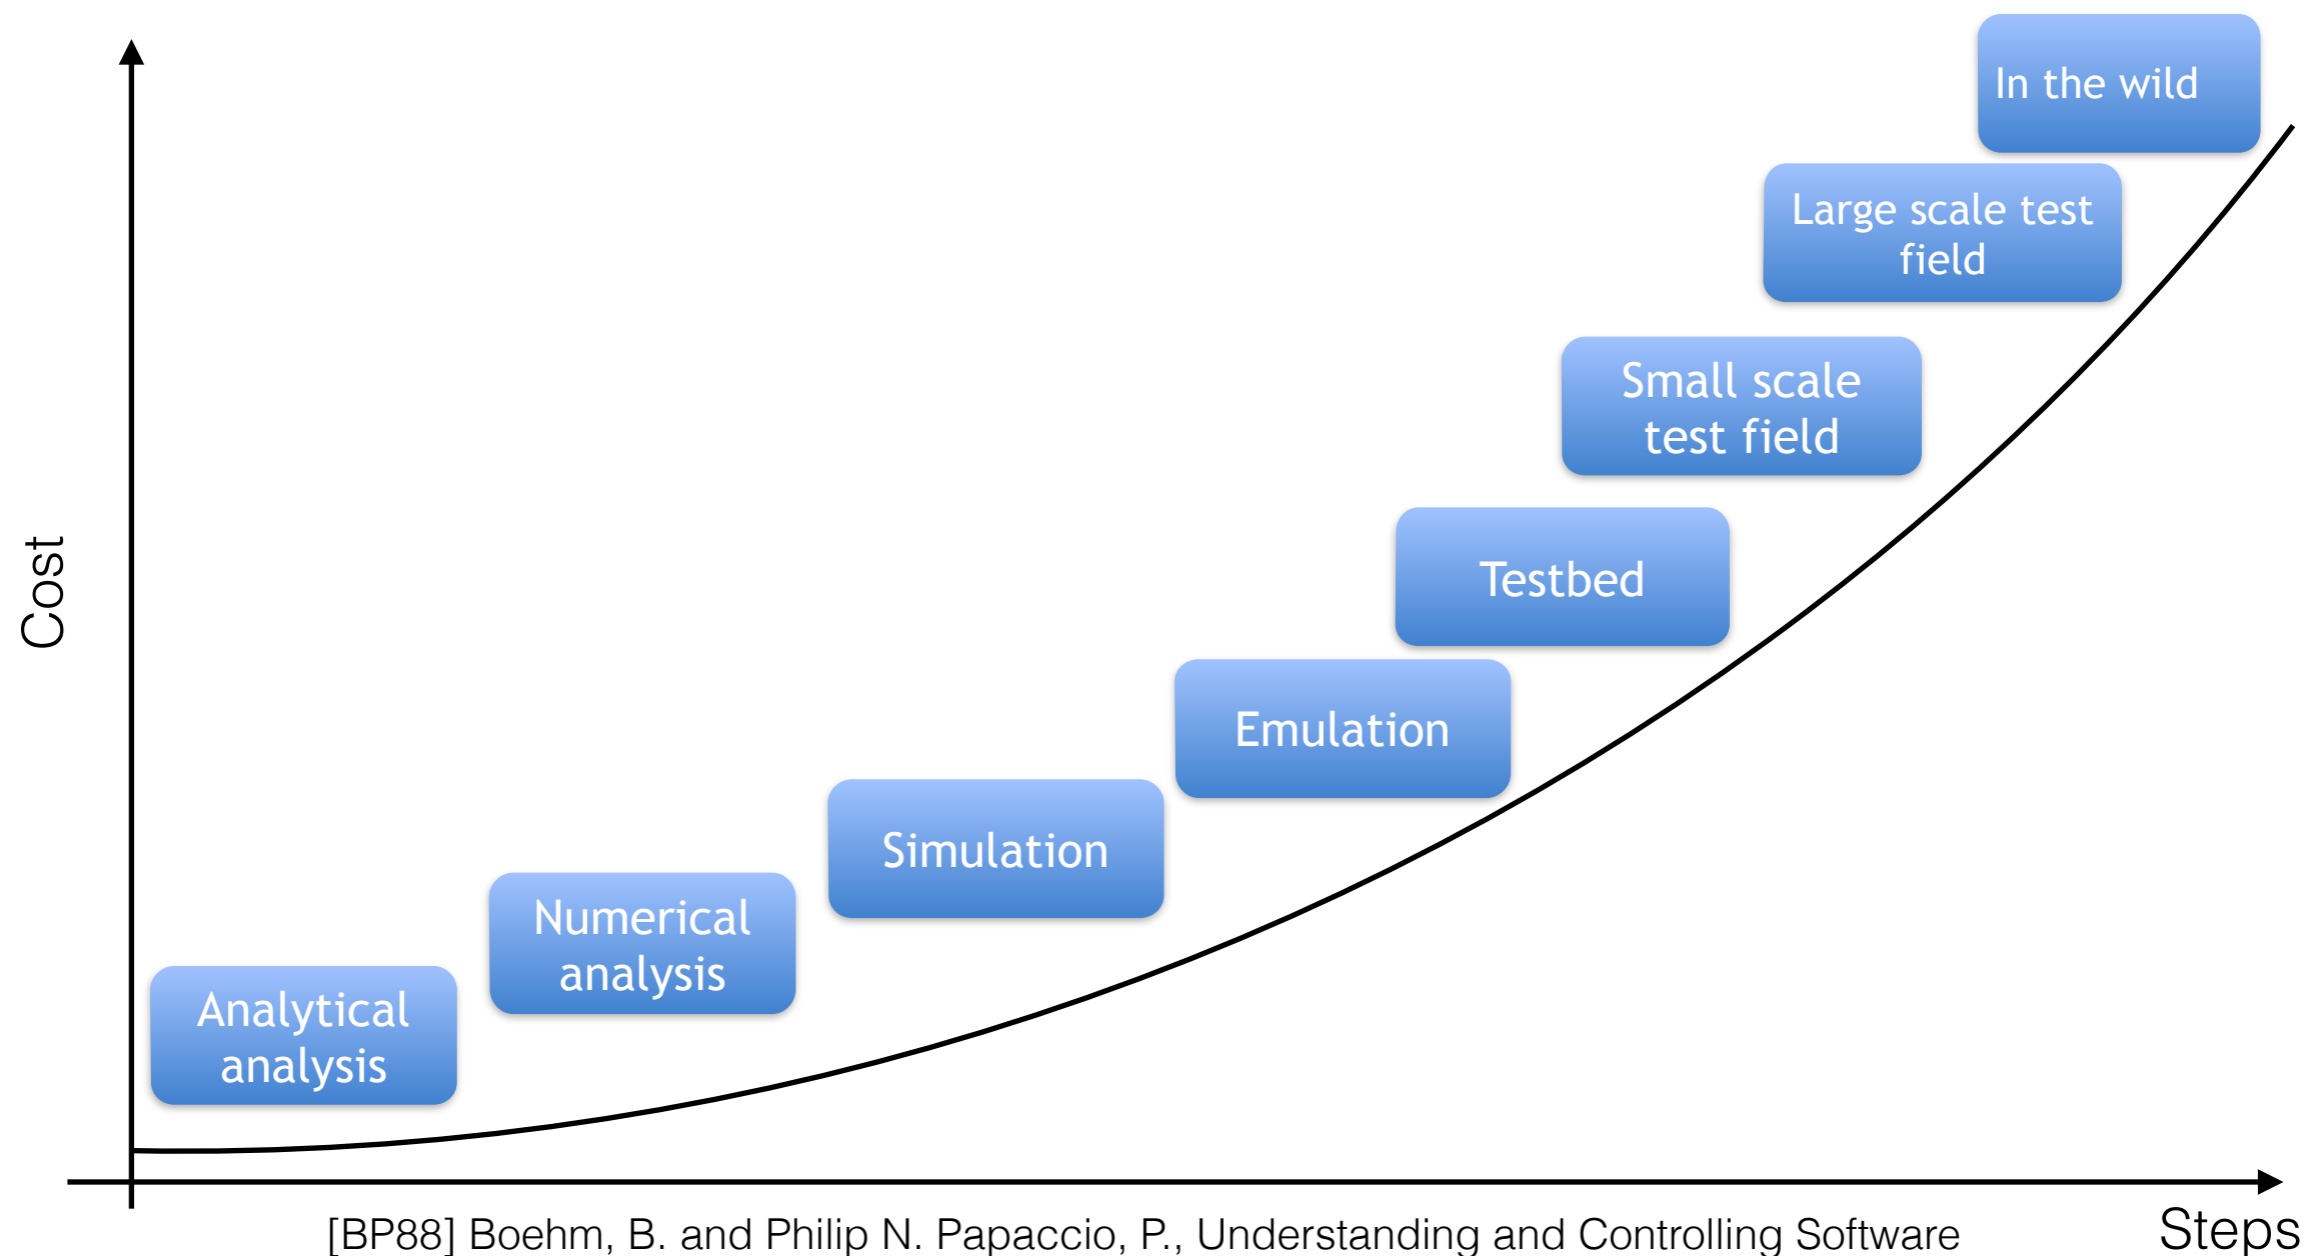 In the wild
Large scale test
field
Small scale
test field
Testbed
Emulation
Simulation
Numerical
analysis
Analytical
analysis
Cost
Steps
[BP88] Boehm, B. and Philip N. Papaccio, P., Understanding and Controlling Software